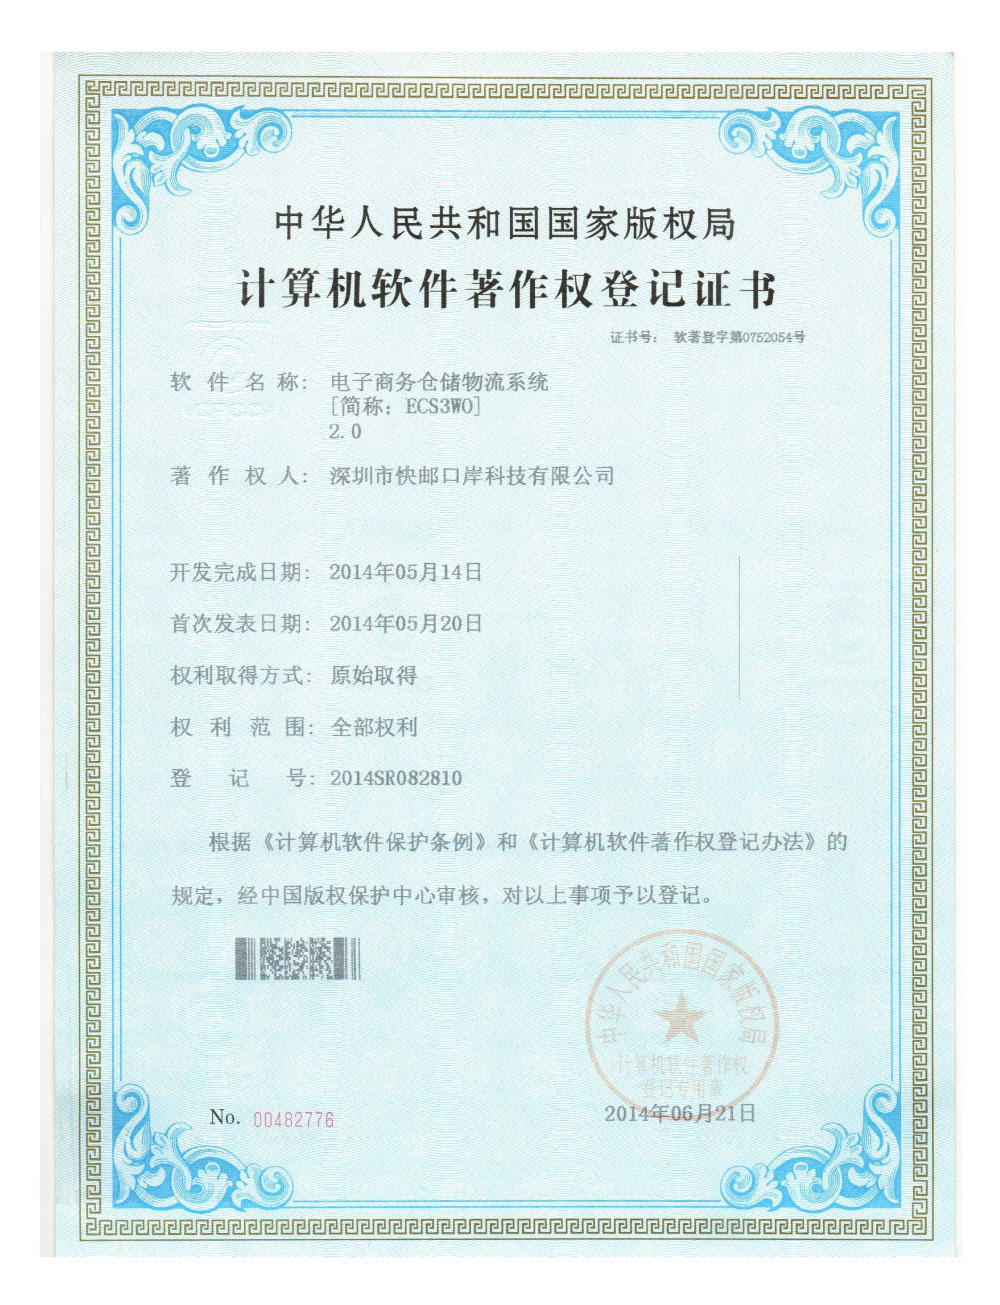 中华人民共和国国家版权局
计算机软件著作权登记证书
证书号： 软著登字第0752054号
CPCC
软件名称： 电子商务仓储物流系统
[简称：ECS3WO]
2.0
著作权人： 深圳市快邮口岸科技有限公司
开发完成日期： 2014年05月14日
首次发表日期： 2014年05月20日
权利取得方式： 原始取得
权利范围： 全部权利
登记号： 2014SR082810
根据《计算机软件保护条例》和《计算机软件著作权登记办法》的
规定，经中国版权保护中心审核，对以上事项予以登记。
中华人民共和国国家版权局
计算机软件著作权
登记专用章
No. 00482776
2014年06月21日